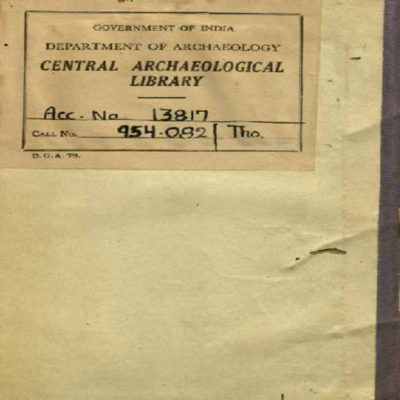 GOVERNMENT OF INDIA
DEPARTMENT OF ARCHAEOLOGY
CENTRAL ARCHAEOLOGICAL
LIBRARY
Acc. No. 13817
CALL No. 954.082 | Tho.
D.G.A. 79.